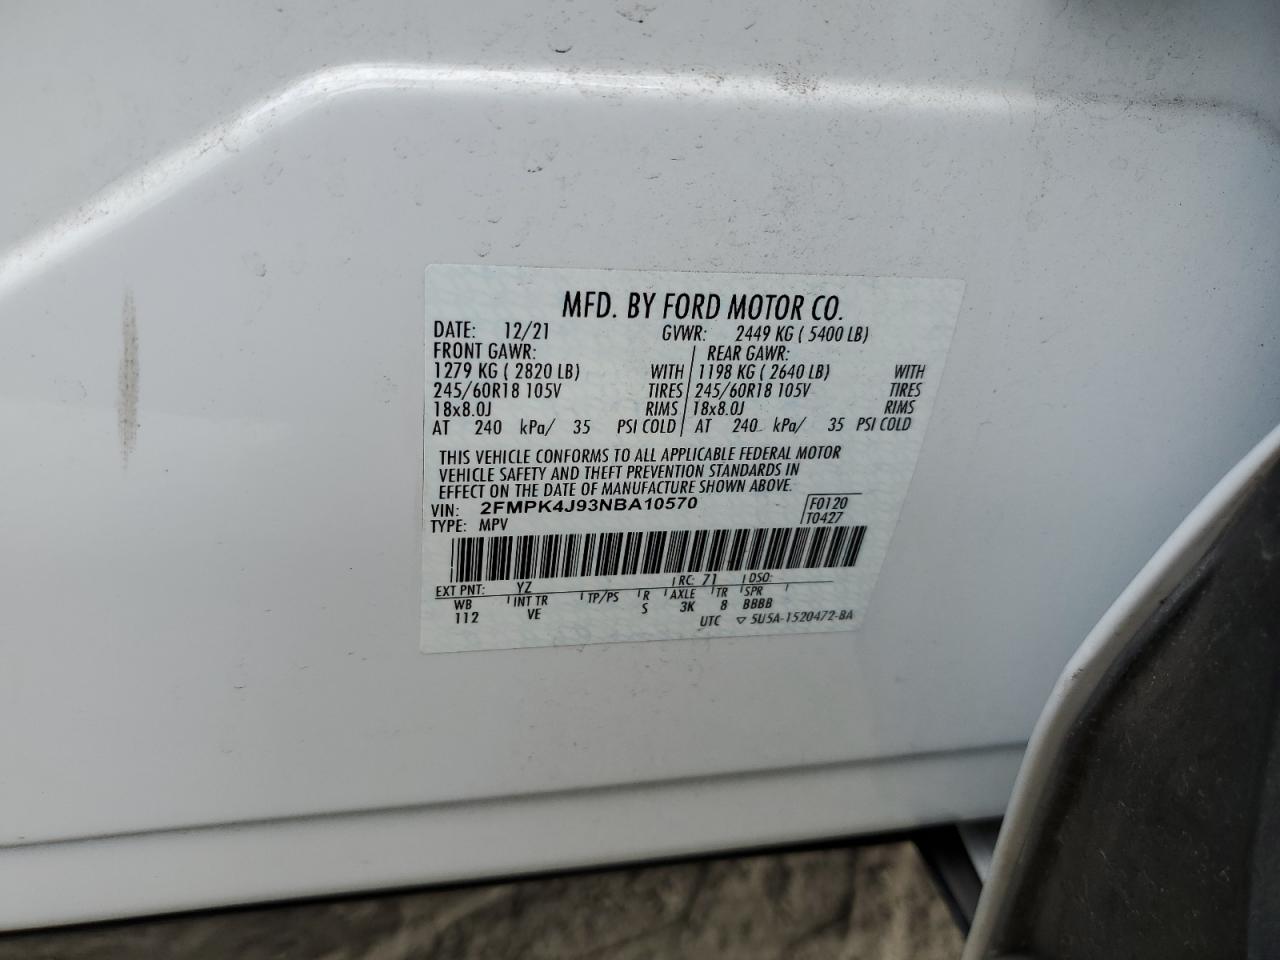 MFD. BY FORD MOTOR CO.
DATE: 12/21 GVWR: 2449 KG ( 5400 LB)
FRONT GAWR: REAR GAWR:
1279 KG ( 2820 LB) WITH 1198 KG ( 2640 LB) WITH
245/60R18 105V TIRES 245/60R18 105V TIRES
18x8.0J RIMS 18x8.0J RIMS
AT 240 kPa/ 35 PSI COLD AT 240 kPa/ 35 PSI COLD
THIS VEHICLE CONFORMS TO ALL APPLICABLE FEDERAL MOTOR
VEHICLE SAFETY AND THEFT PREVENTION STANDARDS IN
EFFECT ON THE DATE OF MANUFACTURE SHOWN ABOVE.
VIN: 2FMPK4J93NBA10570 F0120
TYPE: MPV T0427
EXT PNT: YZ RC: 71 DSO:
WB INT TR TP/PS R AXLE TR SPR
112 VE S 3K 8 BBBB
UTC ▽ 5U5A-1520472-BA